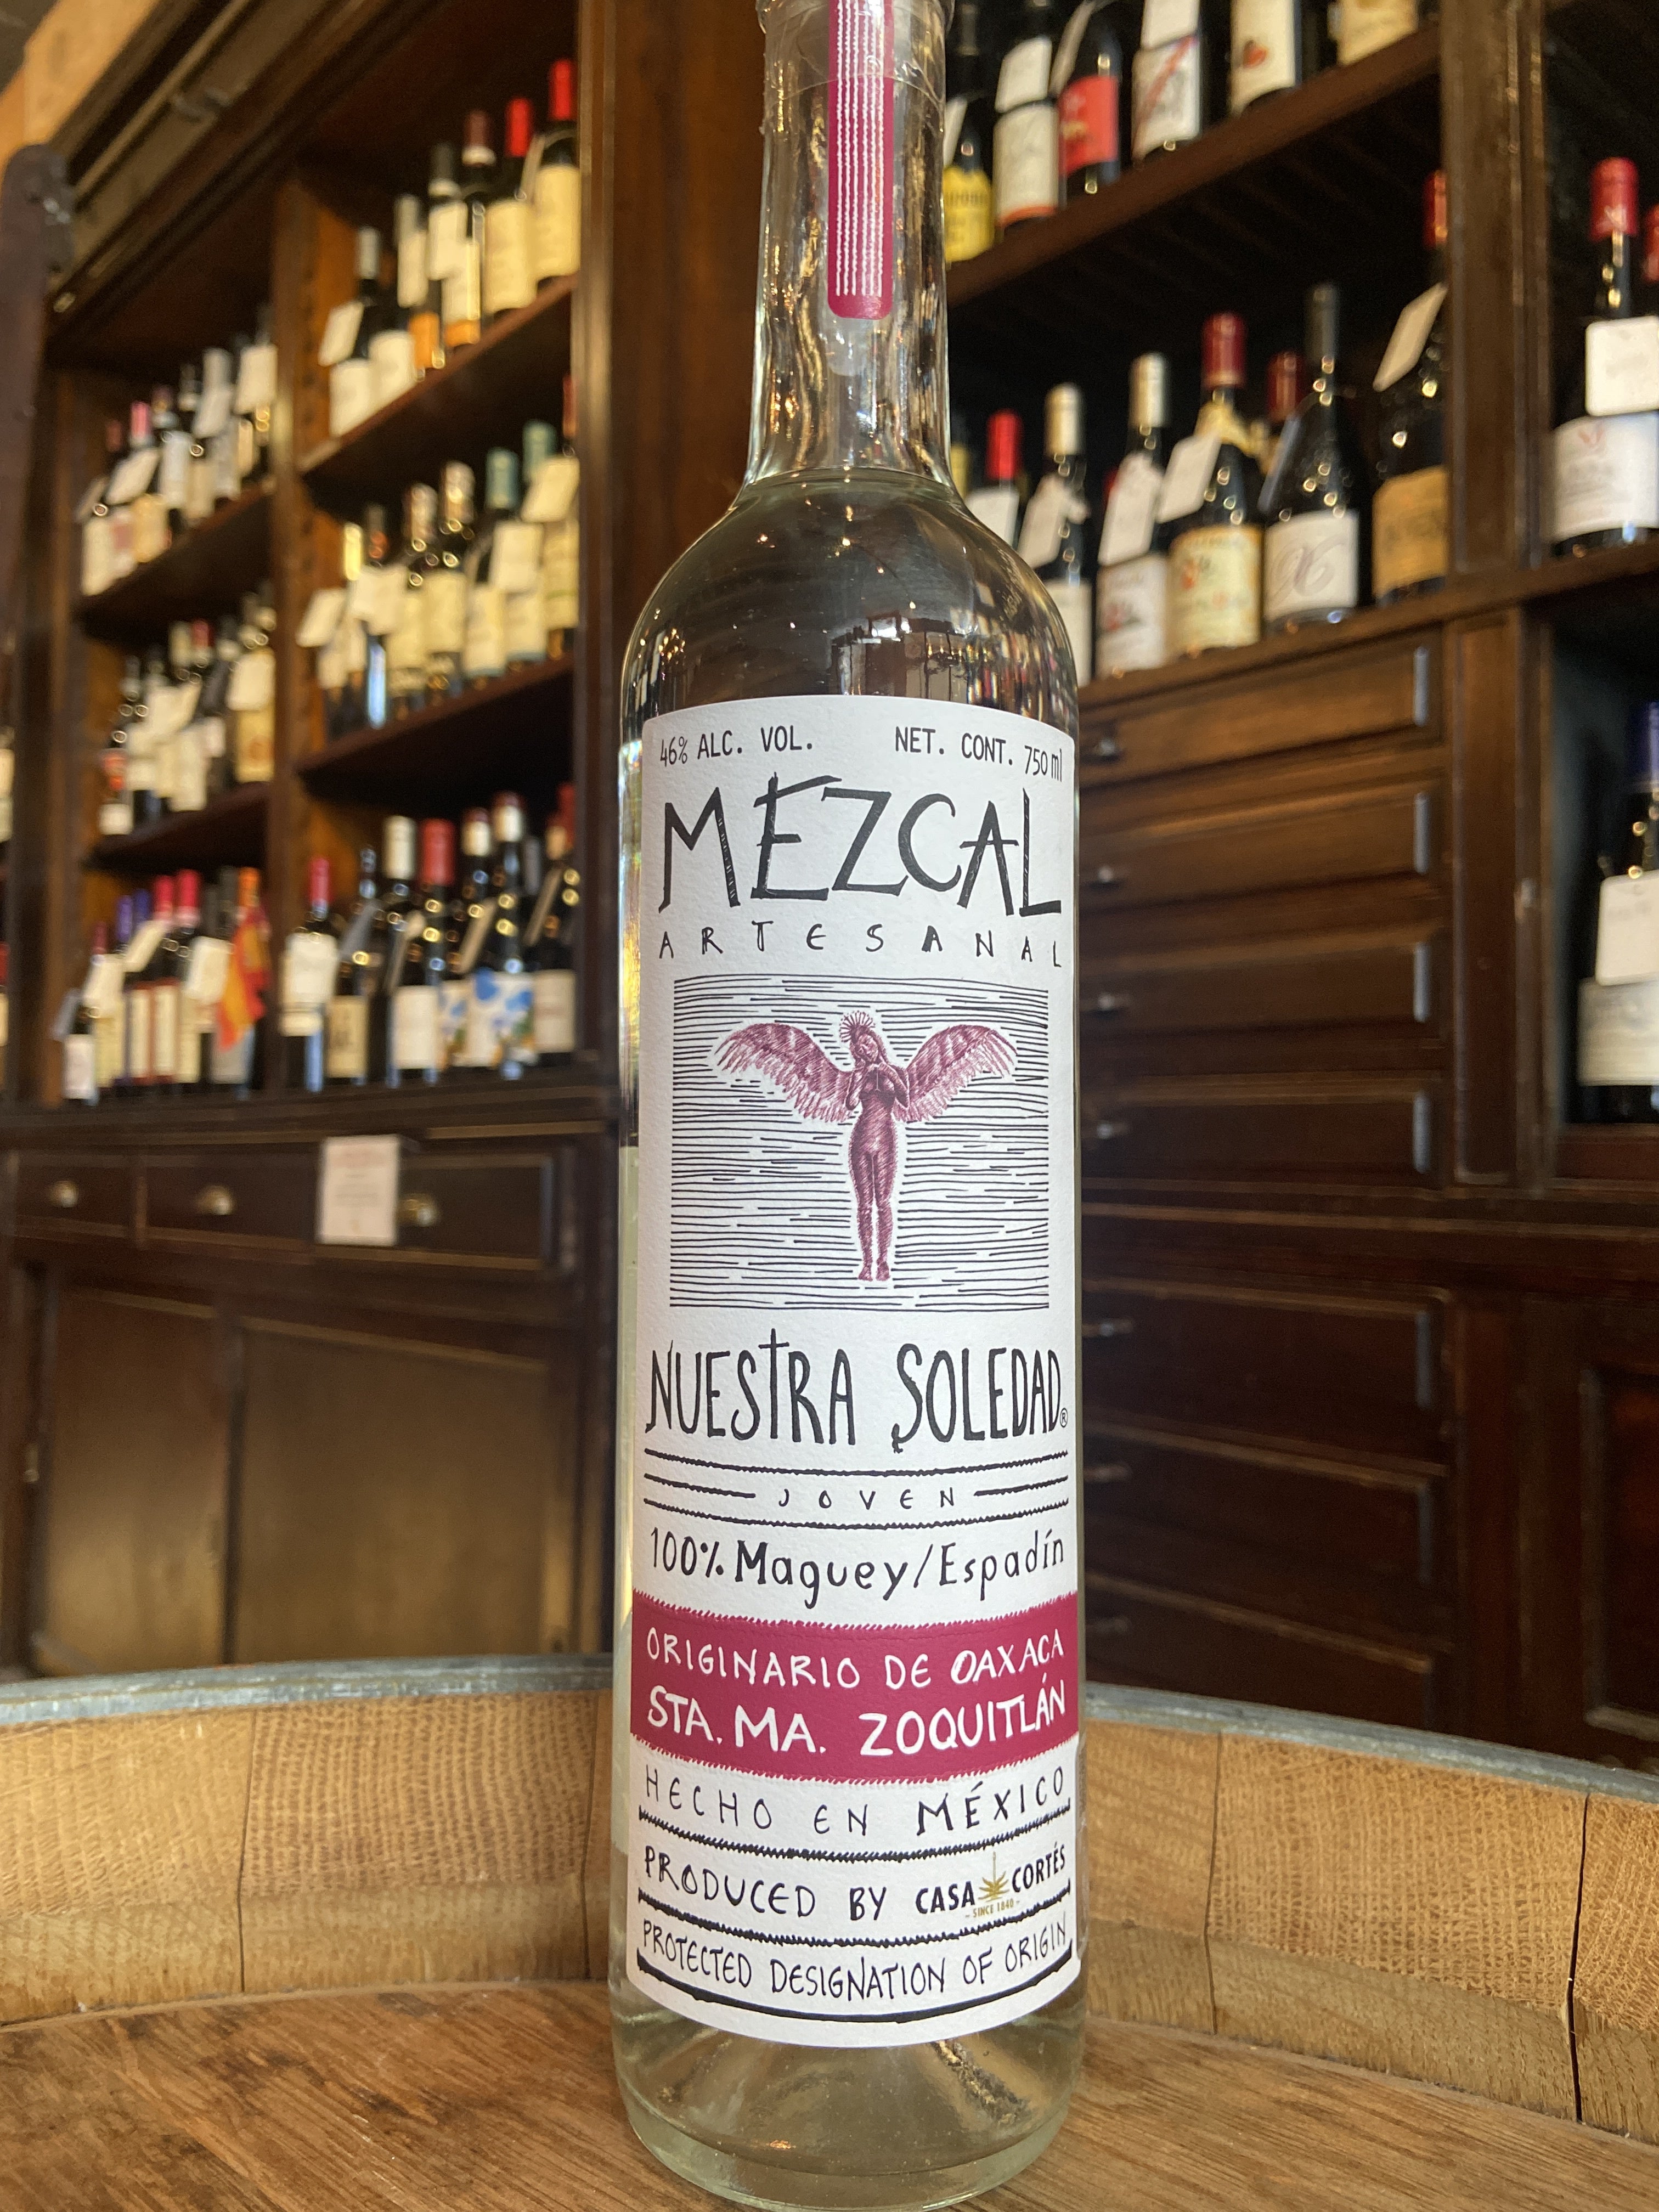 46% ALC. VOL. NET. CONT. 750 ml
MEZCAL
ARTESANAL
NUESTRA SOLEDAD®
JOVEN
100% Maguey/Espadín
ORIGINARIO DE OAXACA
STA. MA. ZOQUITLÁN
HECHO EN MÉXICO
PRODUCED BY CASA CORTÉS
- SINCE 1840 -
PROTECTED DESIGNATION OF ORIGIN